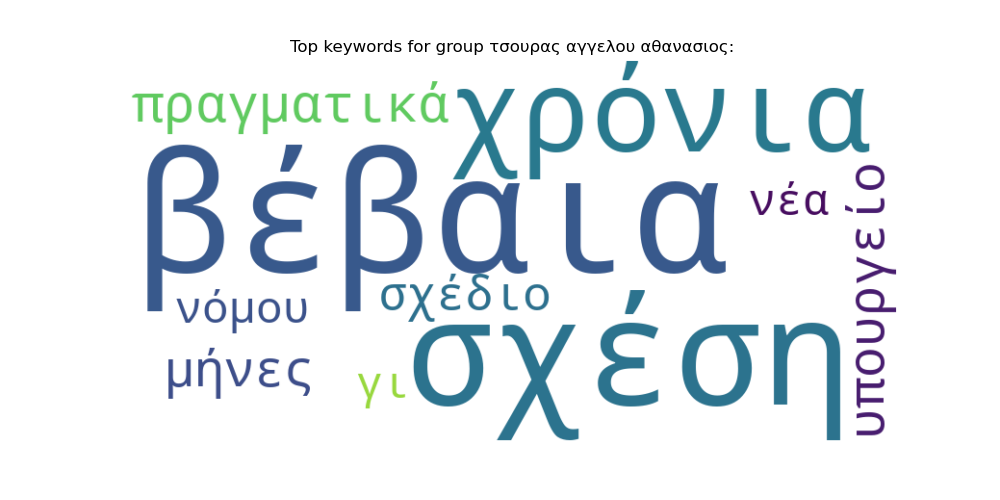 Top keywords for group τσουρας αγγελου αθανασιος:
πραγματικά
χρόνια
βέβαια
νέα
υπουργείο
νόμου
σχέδιο
μήνες
γι
σχέση